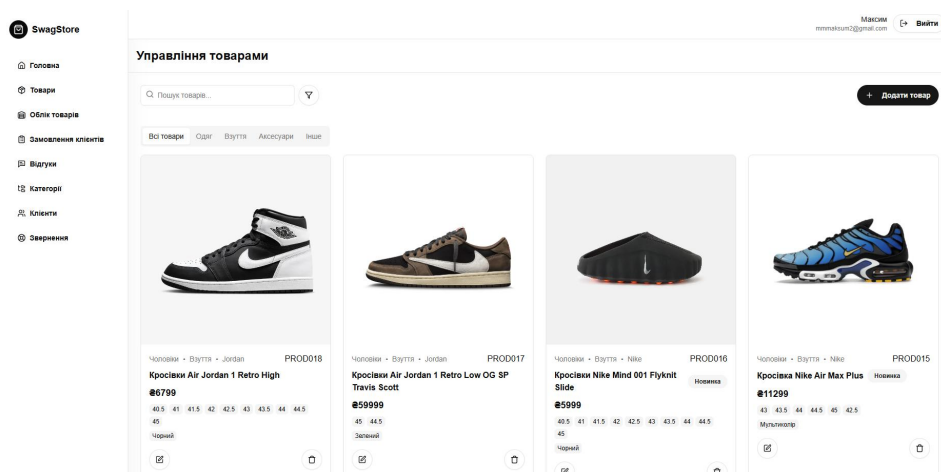 SwagStore
Максим
mmmaksum2@gmail.com
Вийти
Управління товарами
Головна
Товари
Облік товарів
Замовлення клієнтів
Відгуки
Категорії
Клієнти
Звернення
Пошук товарів...
+ Додати товар
Всі товари Одяг Взуття Аксесуари Інше
Чоловіки • Взуття • Jordan PROD018
Кросівки Air Jordan 1 Retro High
₴6799
40.5 41 41.5 42 42.5 43 43.5 44 44.5
45
Чорний
Чоловіки • Взуття • Jordan PROD017
Кросівки Air Jordan 1 Retro Low OG SP
Travis Scott
₴59999
45 44.5
Зелений
Чоловіки • Взуття • Nike PROD016
Кросівки Nike Mind 001 Flyknit
Slide
Новинка
₴5999
40.5 41 41.5 42 42.5 43 43.5 44 44.5
45
Чорний
Чоловіки • Взуття • Nike PROD015
Кросівка Nike Air Max Plus Новинка
₴11299
43 43.5 44 44.5 45 42.5
Мультиколір